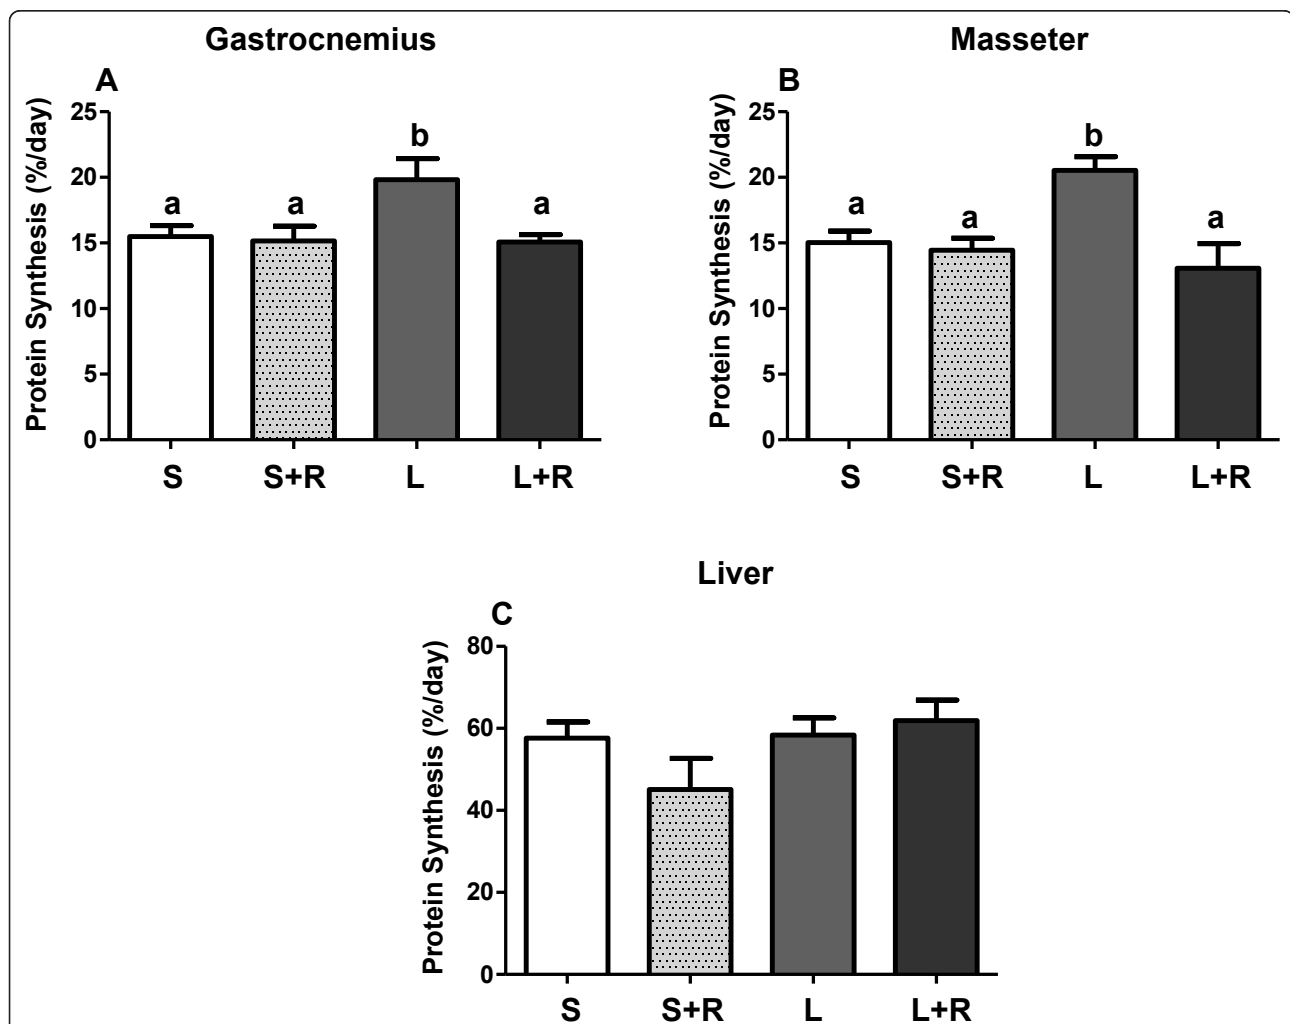 Gastrocnemius
A
Protein Synthesis (%/day)
25
20
15
10
5
0
a
a
b
a
S
S+R
L
L+R
Masseter
B
Protein Synthesis (%/day)
25
20
15
10
5
0
a
a
b
a
S
S+R
L
L+R
Liver
C
Protein Synthesis (%/day)
80
60
40
20
0
S
S+R
L
L+R